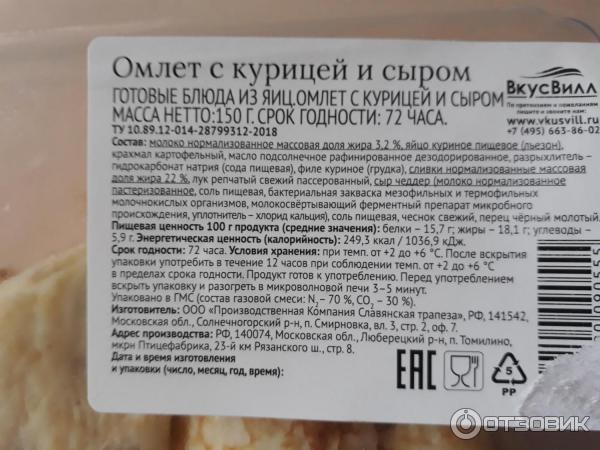 Омлет с курицей и сыром
ГОТОВЫЕ БЛЮДА ИЗ ЯИЦ.ОМЛЕТ С КУРИЦЕЙ И СЫРОМ
МАССА НЕТТО:150 Г. СРОК ГОДНОСТИ: 72 ЧАСА.
ТУ 10.89.12-014-28799312-2018
ВкусВилл
По претензиям и пожеланиям
пишите и звоните:
www.vkusvill.ru
+7 (495) 663-86-02
Состав: молоко нормализованное массовая доля жира 3,2 %, яйцо куриное пищевое (льезон),
крахмал картофельный, масло подсолнечное рафинированное дезодорированное, разрыхлитель –
гидрокарбонат натрия (сода пищевая), филе куриное (грудка), сливки нормализованные массовая
доля жира 22 %, лук репчатый свежий пассерованный, сыр чеддер (молоко нормализованное
пастеризованное, соль пищевая, бактериальная закваска мезофильных и термофильных
молочнокислых организмов, молокосвёртывающий ферментный препарат микробного
происхождения, уплотнитель – хлорид кальция), соль пищевая, чеснок свежий, перец чёрный молотый.
Пищевая ценность 100 г продукта (средние значения): белки – 15,7 г; жиры – 18,1 г; углеводы –
5,9 г. Энергетическая ценность (калорийность): 249,3 ккал / 1036,9 кДж.
Срок годности: 72 часа. Условия хранения: при темп. от +2 до +6 °С. После вскрытия
упаковки употребить в течение 12 часов при соблюдении темп. от +2 до +6 °С
в пределах срока годности. Продукт готов к употреблению. Перед употреблением
вскрыть упаковку и разогреть в микроволновой печи 3–5 минут.
Упаковано в ГМС (состав газовой смеси: N₂ – 70 %, CO₂ – 30 %).
Изготовитель: ООО «Производственная Компания Славянская трапеза», РФ, 141542,
Московская обл., Солнечногорский р-н, п. Смирновка, вл. 3, стр. 2, оф. 7.
Адрес производства: РФ, 140074, Московская обл., Люберецкий р-н, п. Томилино,
мкрн Птицефабрика, 23-й км Рязанского ш., стр. 8.
Дата и время изготовления
и упаковки (число, месяц, год, время):
EAC
5
PP
ОТЗОВИК